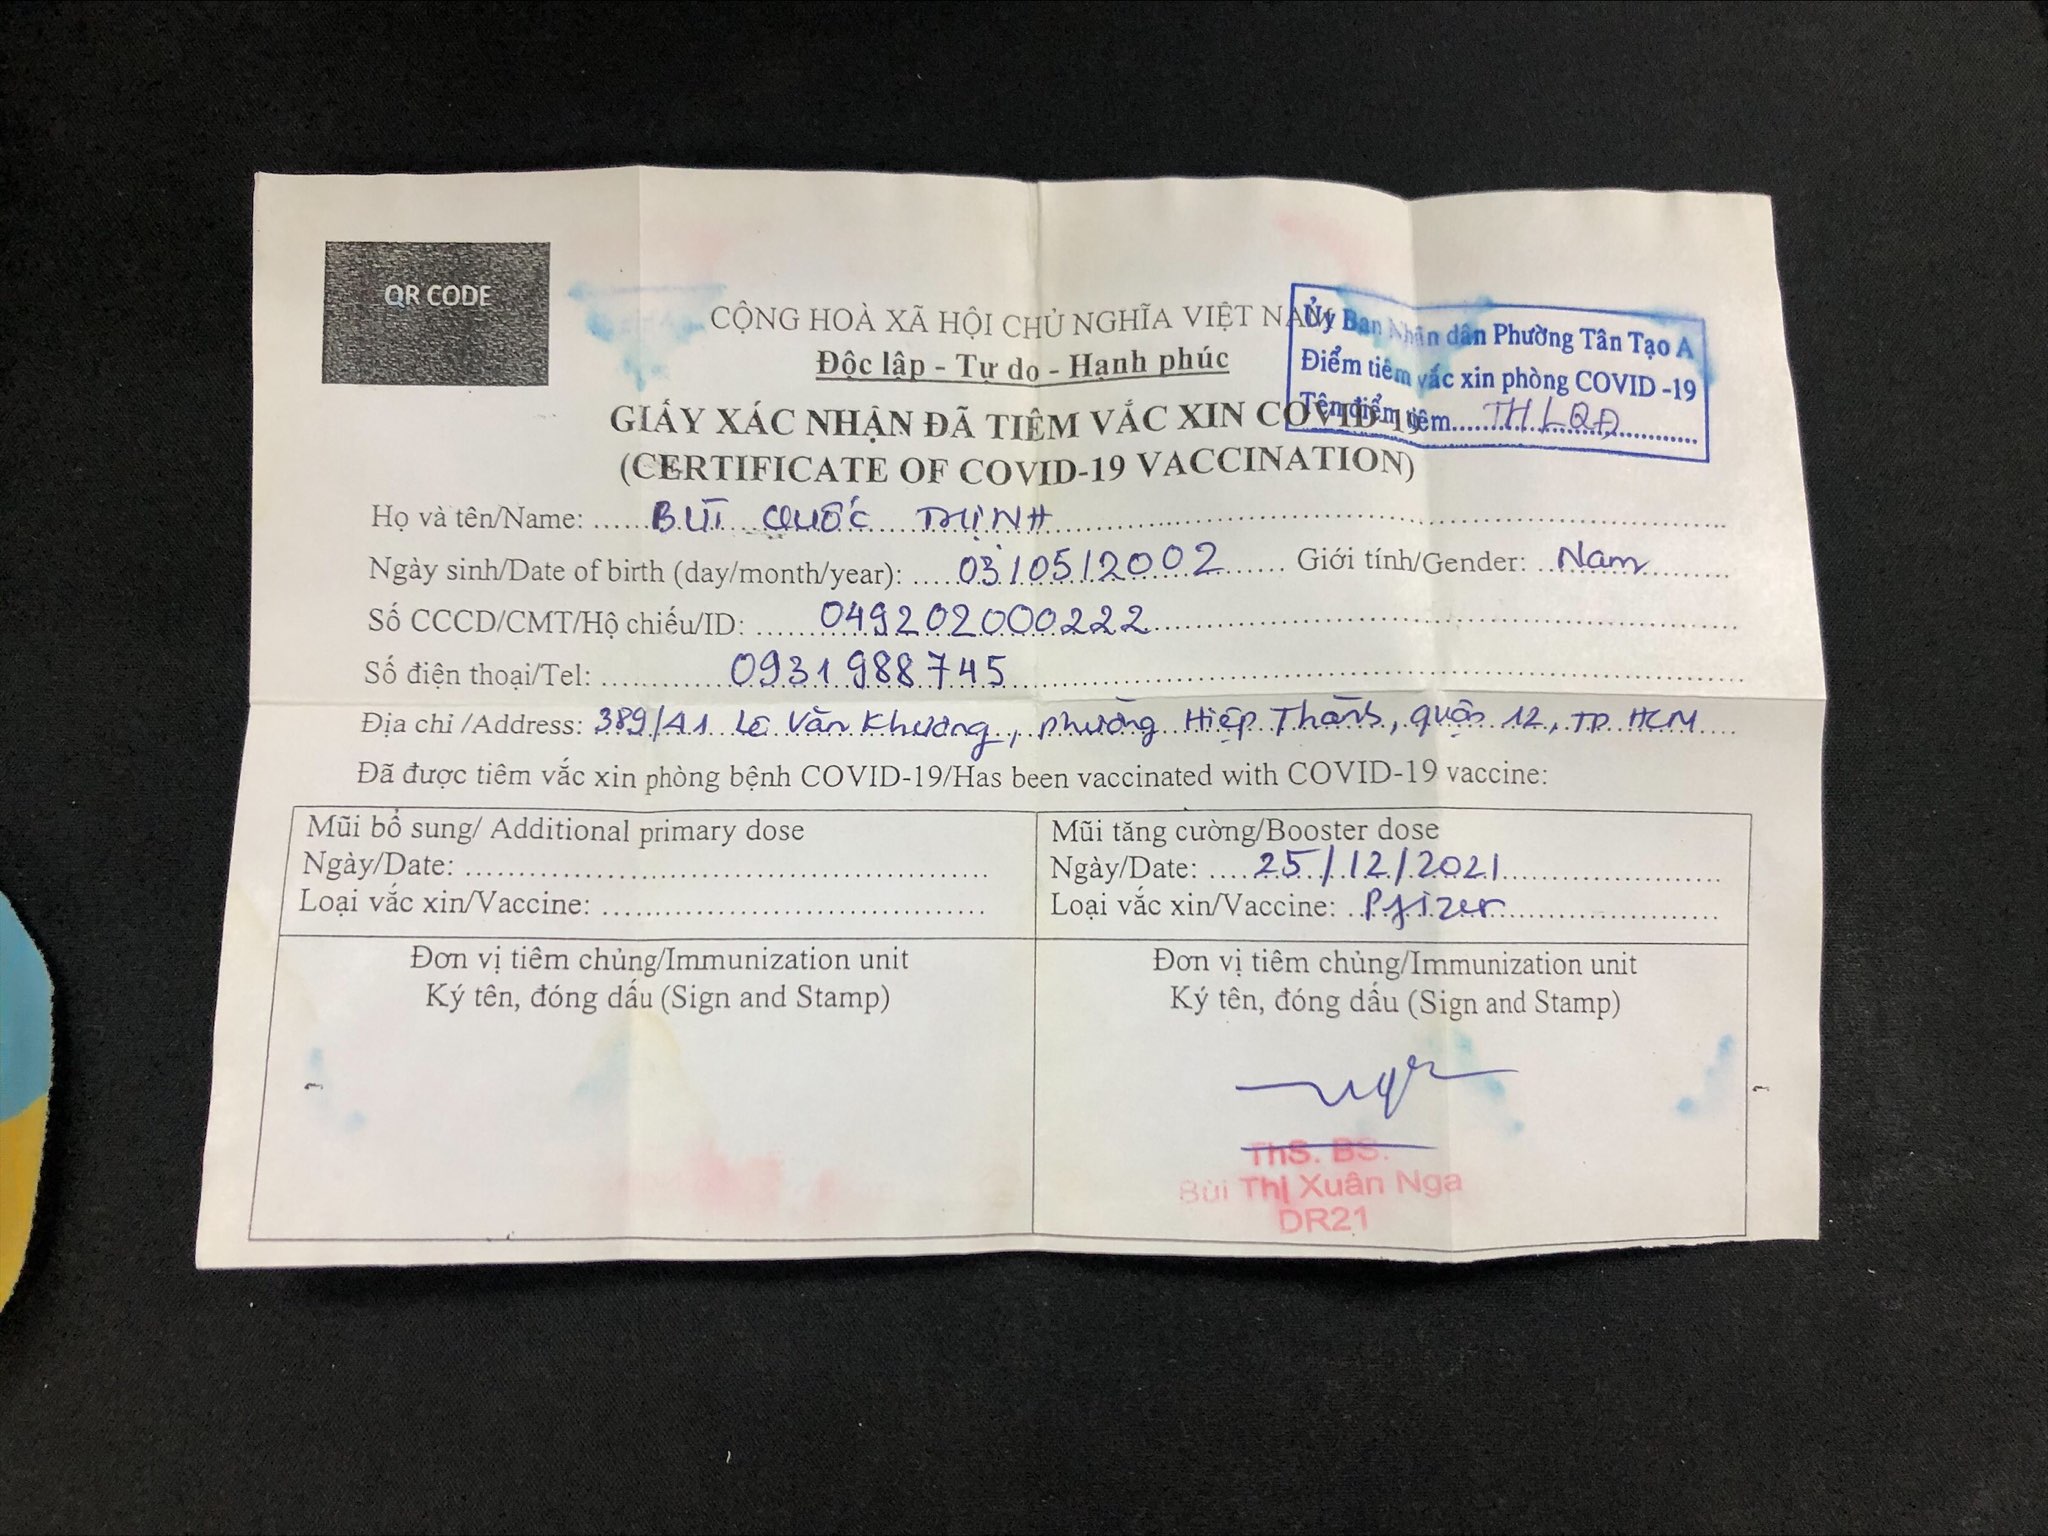 QR CODE
CỘNG HOÀ XÃ HỘI CHỦ NGHĨA VIỆT NAM
Độc lập - Tự do - Hạnh phúc
Ủy Ban Nhân dân Phường Tân Tạo A
Điểm tiêm vắc xin phòng COVID -19
Tên điểm tiêm..... TH LQĐ .....
GIẤY XÁC NHẬN ĐÃ TIÊM VẮC XIN COVID-19
(CERTIFICATE OF COVID-19 VACCINATION)
Họ và tên/Name: ..... BÙI QUỐC THỊNH .....
Ngày sinh/Date of birth (day/month/year): .... 03/05/2002 ..... Giới tính/Gender: .. Nam .....
Số CCCD/CMT/Hộ chiếu/ID: ..... 049202000222 .....
Số điện thoại/Tel: ..... 0931988745 .....
Địa chỉ /Address: 389/A1 Lê Văn Khương, phường Hiệp Thành, quận 12, TP HCM ....
Đã được tiêm vắc xin phòng bệnh COVID-19/Has been vaccinated with COVID-19 vaccine:
Mũi bổ sung/ Additional primary dose
Ngày/Date: .....
Loại vắc xin/Vaccine: .....
Đơn vị tiêm chủng/Immunization unit
Ký tên, đóng dấu (Sign and Stamp)
Mũi tăng cường/Booster dose
Ngày/Date: .... 25/12/2021 .....
Loại vắc xin/Vaccine: .. Pfizer .....
Đơn vị tiêm chủng/Immunization unit
Ký tên, đóng dấu (Sign and Stamp)
ThS. BS.
Bùi Thị Xuân Nga
DR21